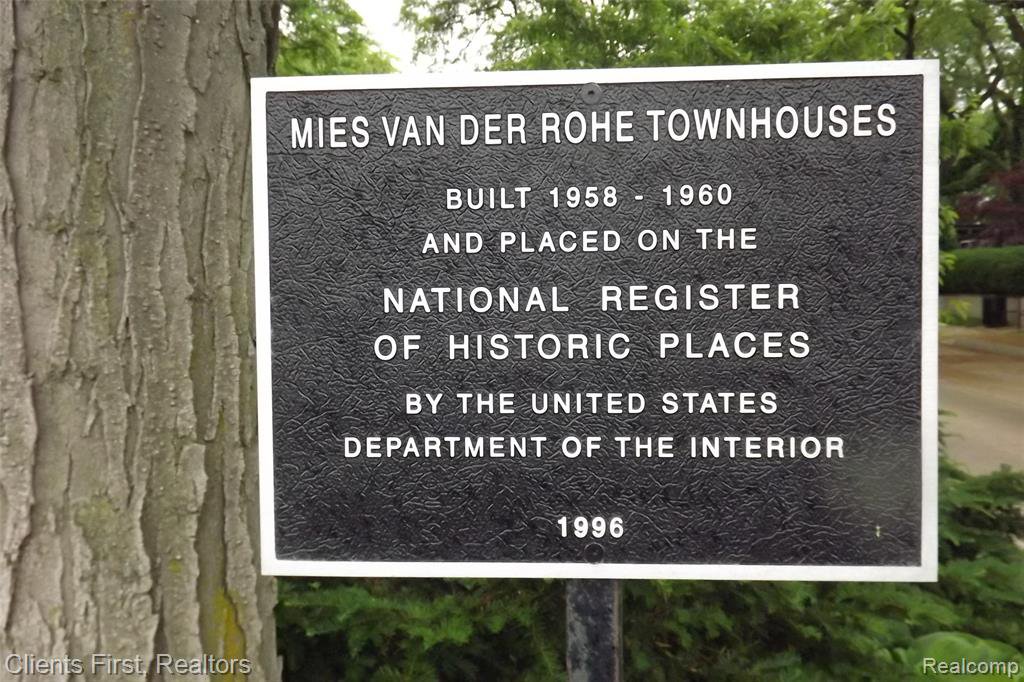 MIES VAN DER ROHE TOWNHOUSES
BUILT 1958 - 1960
AND PLACED ON THE
NATIONAL REGISTER
OF HISTORIC PLACES
BY THE UNITED STATES
DEPARTMENT OF THE INTERIOR
1996
Clients First, Realtors
Realcomp